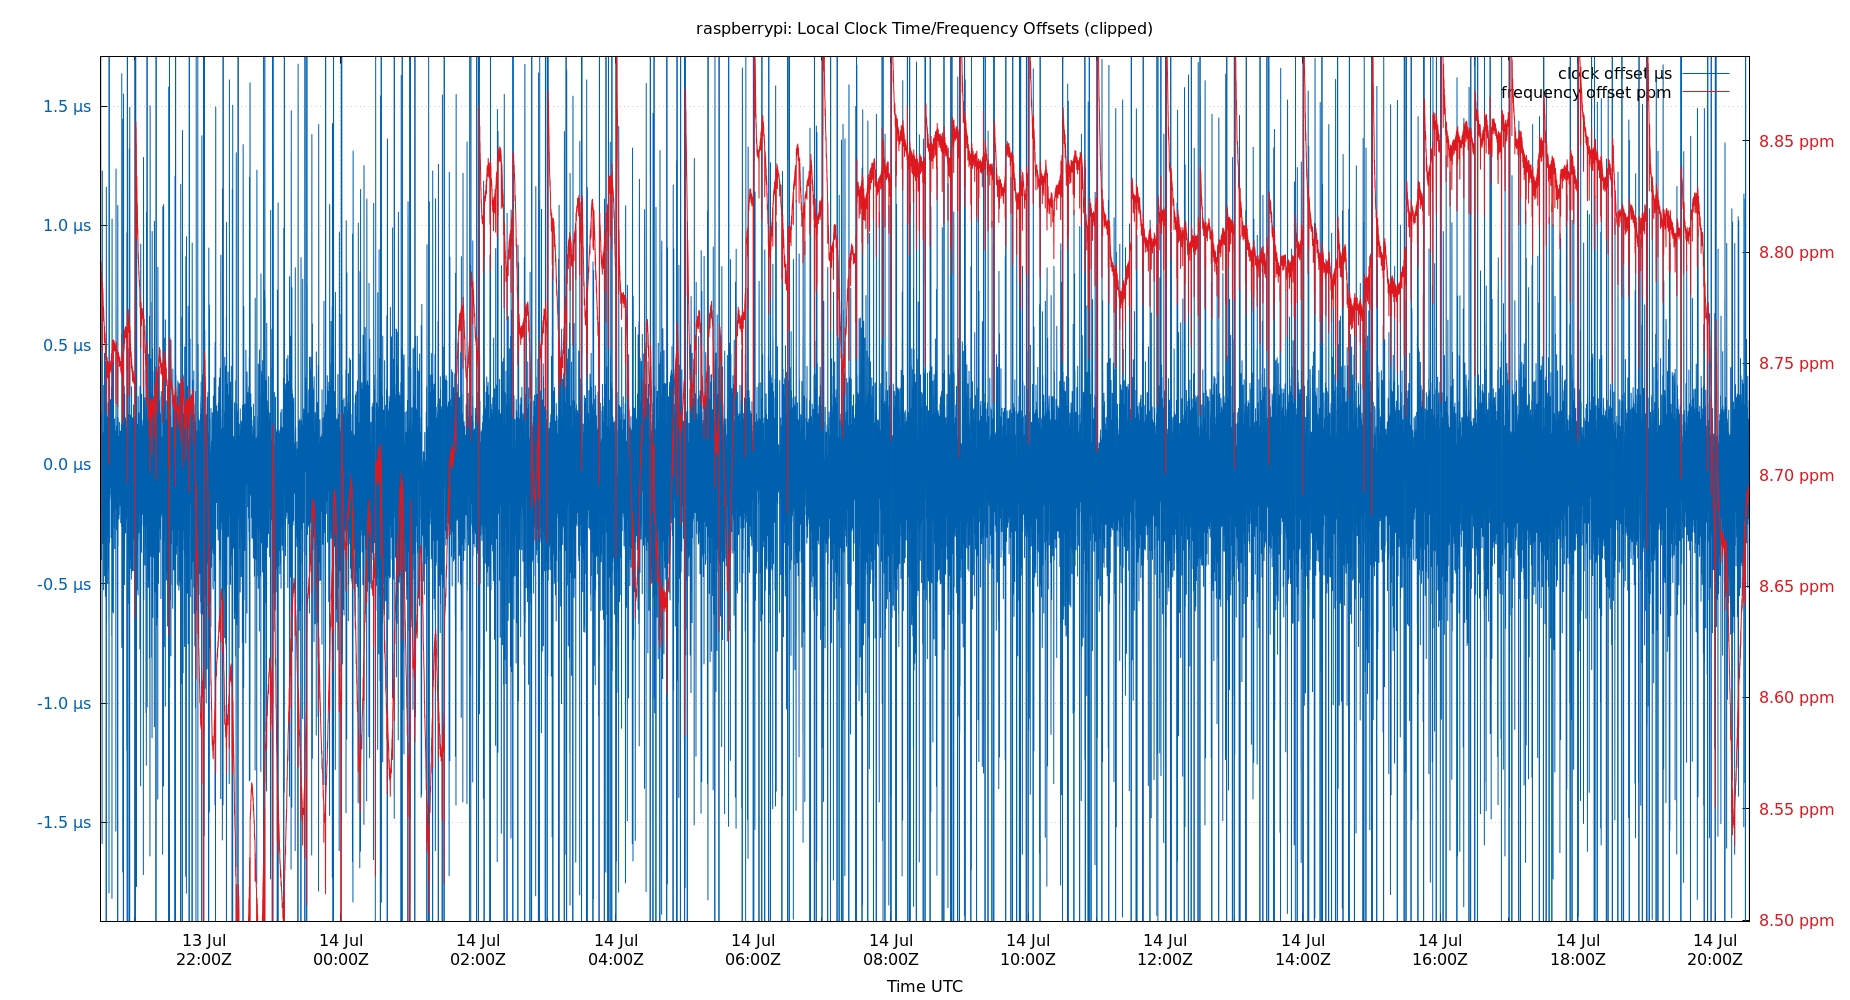 raspberrypi: Local Clock Time/Frequency Offsets (clipped)
clock offset µs
frequency offset ppm
1.5 µs
1.0 µs
0.5 µs
0.0 µs
-0.5 µs
-1.0 µs
-1.5 µs
8.85 ppm
8.80 ppm
8.75 ppm
8.70 ppm
8.65 ppm
8.60 ppm
8.55 ppm
8.50 ppm
13 Jul 14 Jul 14 Jul 14 Jul 14 Jul 14 Jul 14 Jul 14 Jul 14 Jul 14 Jul 14 Jul 14 Jul
22:00Z 00:00Z 02:00Z 04:00Z 06:00Z 08:00Z 10:00Z 12:00Z 14:00Z 16:00Z 18:00Z 20:00Z
Time UTC